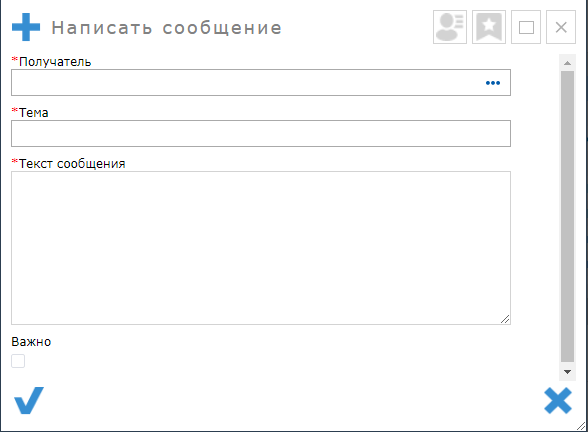 Написать сообщение
*Получатель
*Тема
*Текст сообщения
Важно